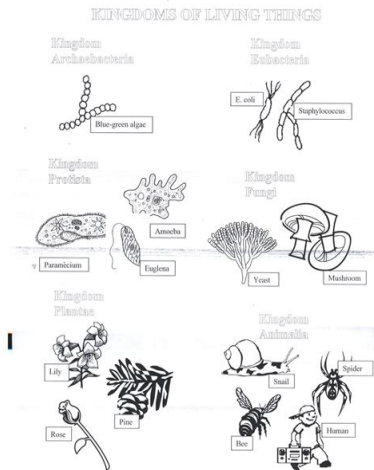 KINGDOMS OF LIVING THINGS
Kingdom
Archaebacteria
Blue-green algae
Kingdom
Eubacteria
E. coli
Staphylococcus
Kingdom
Protista
Amoeba
Paramecium
Euglena
Kingdom
Fungi
Yeast
Mushroom
Kingdom
Plantae
Lily
Pine
Rose
Kingdom
Animalia
Snail
Spider
Bee
Human